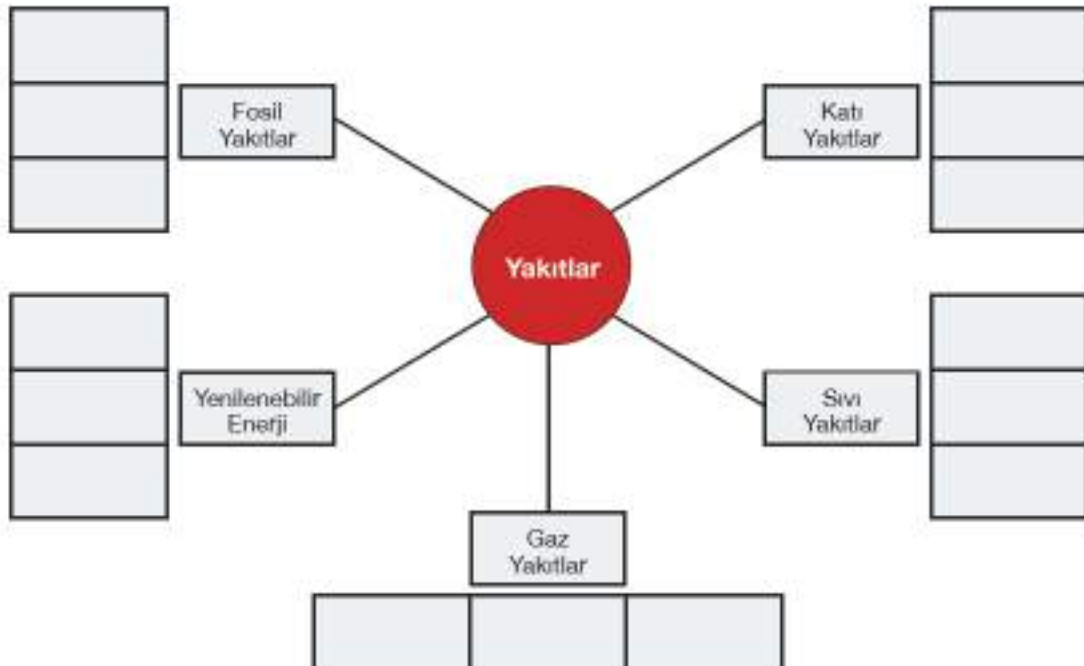 Fosil
Yakıtlar
Katı
Yakıtlar
Yakıtlar
Yenilenebilir
Enerji
Sıvı
Yakıtlar
Gaz
Yakıtlar